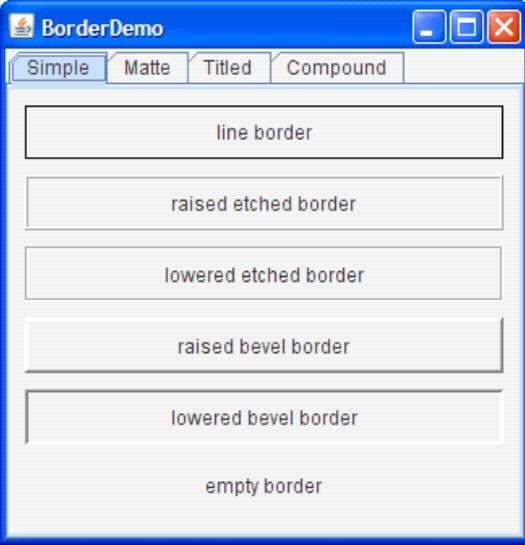 BorderDemo
Simple Matte Titled Compound
line border
raised etched border
lowered etched border
raised bevel border
lowered bevel border
empty border